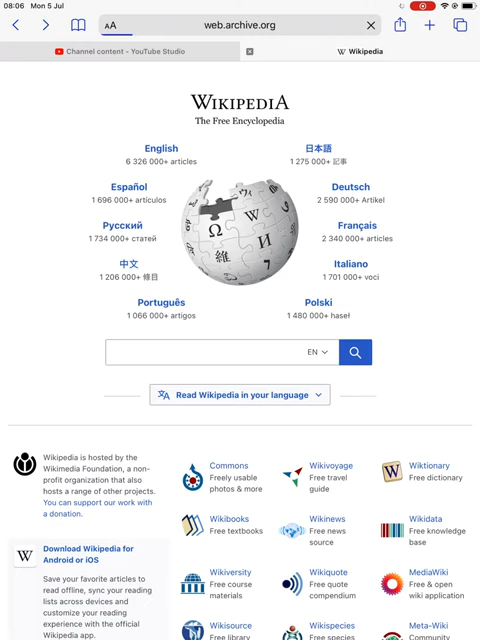 08:06 Mon 5 Jul
AA
web.archive.org
Channel content - YouTube Studio
W Wikipedia
WIKIPEDIA
The Free Encyclopedia
English
6 326 000+ articles
日本語
1 275 000+ 記事
Español
1 696 000+ artículos
Deutsch
2 590 000+ Artikel
Русский
1 734 000+ статей
Français
2 340 000+ articles
中文
1 206 000+ 條目
Italiano
1 701 000+ voci
Português
1 066 000+ artigos
Polski
1 480 000+ haseł
Ω
W
И
維
EN
Read Wikipedia in your language
Wikipedia is hosted by the
Wikimedia Foundation, a non-
profit organization that also
hosts a range of other projects.
You can support our work with
a donation.
W
Download Wikipedia for
Android or iOS
Save your favorite articles to
read offline, sync your reading
lists across devices and
customize your reading
experience with the official
Wikipedia app.
Commons
Freely usable
photos & more
Wikivoyage
Free travel
guide
W
Wiktionary
Free dictionary
Wikibooks
Free textbooks
Wikinews
Free news
source
Wikidata
Free knowledge
base
Wikiversity
Free course
materials
Wikiquote
Free quote
compendium
MediaWiki
Free & open
wiki application
Wikisource
Free library
Wikispecies
Free species
Meta-Wiki
Community